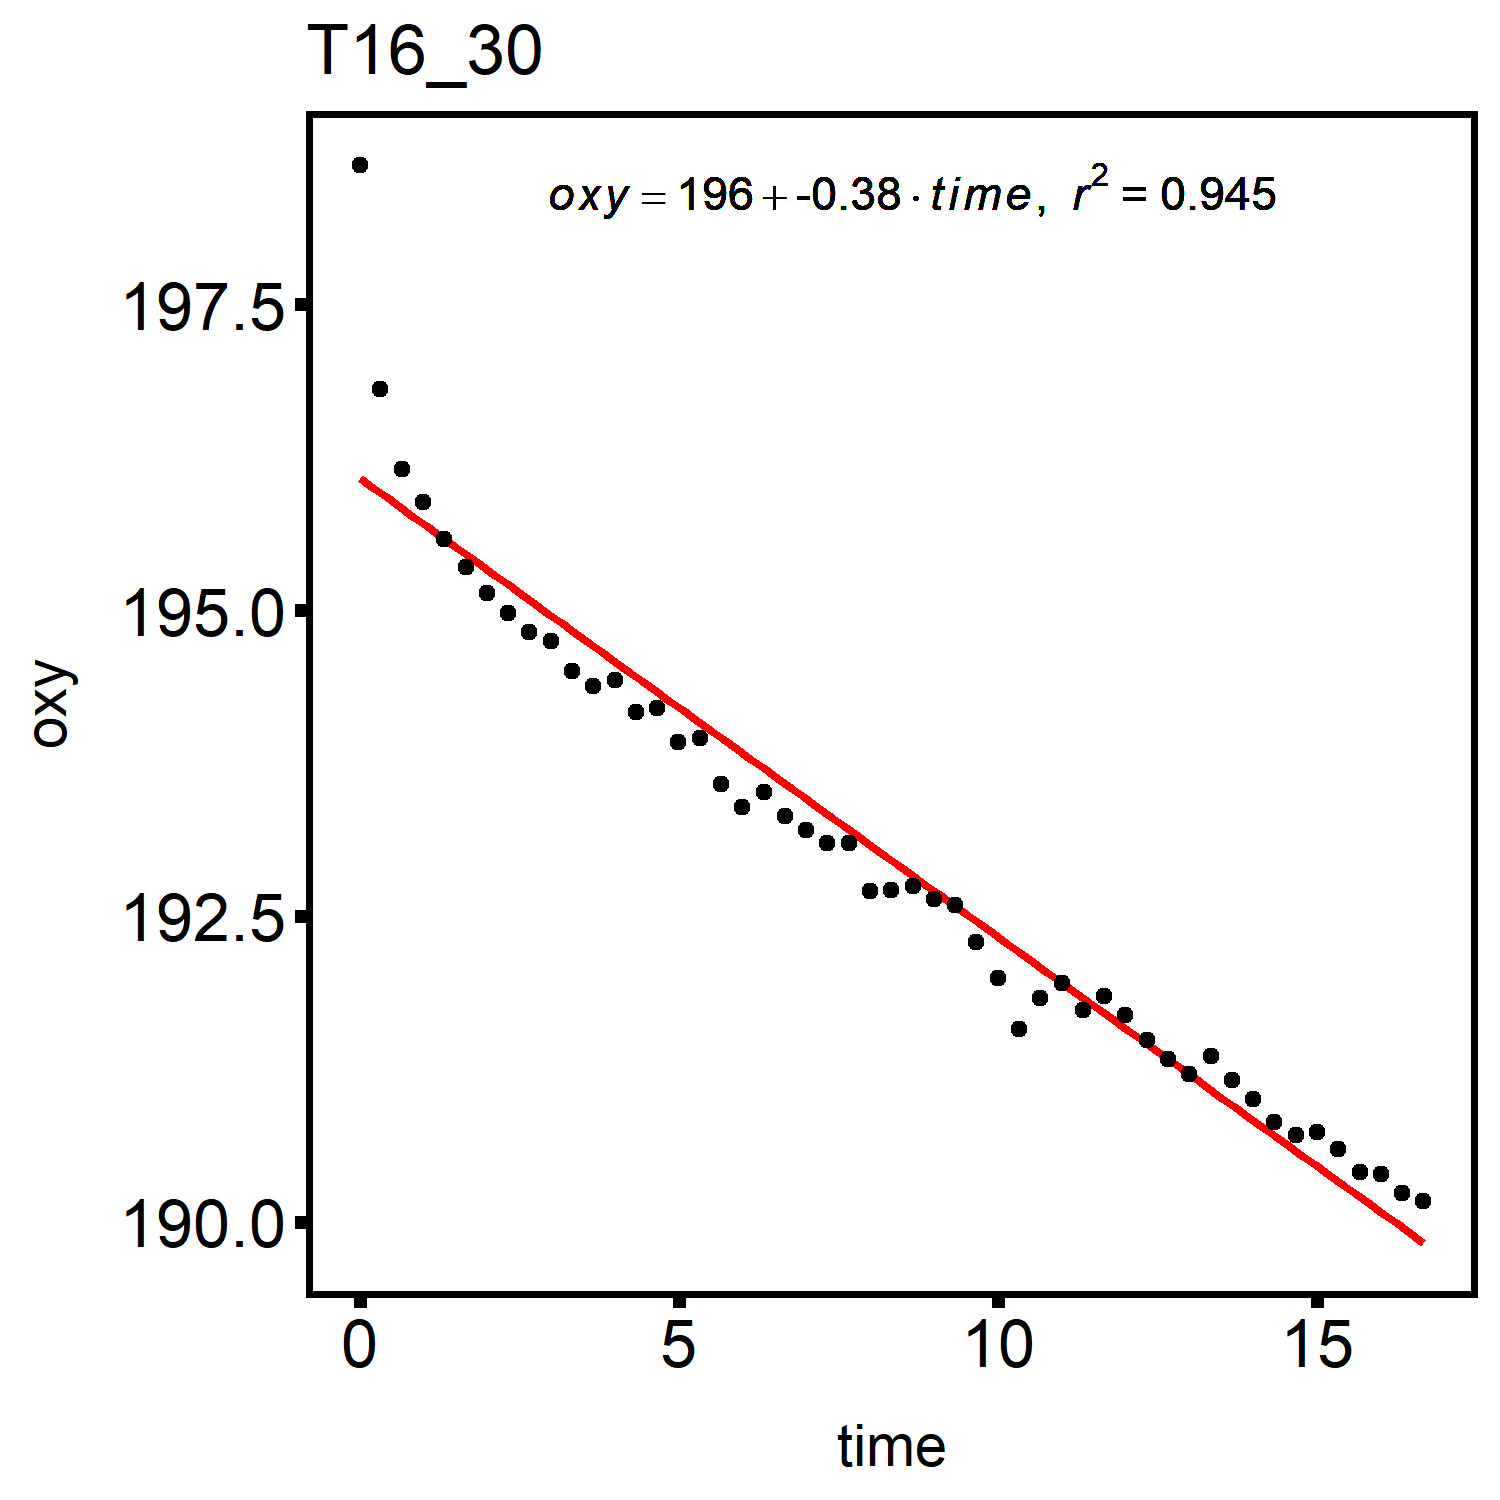 T16_30
oxy = 196 + -0.38 · time, r² = 0.945
197.5
195.0
192.5
190.0
oxy
0 5 10 15
time